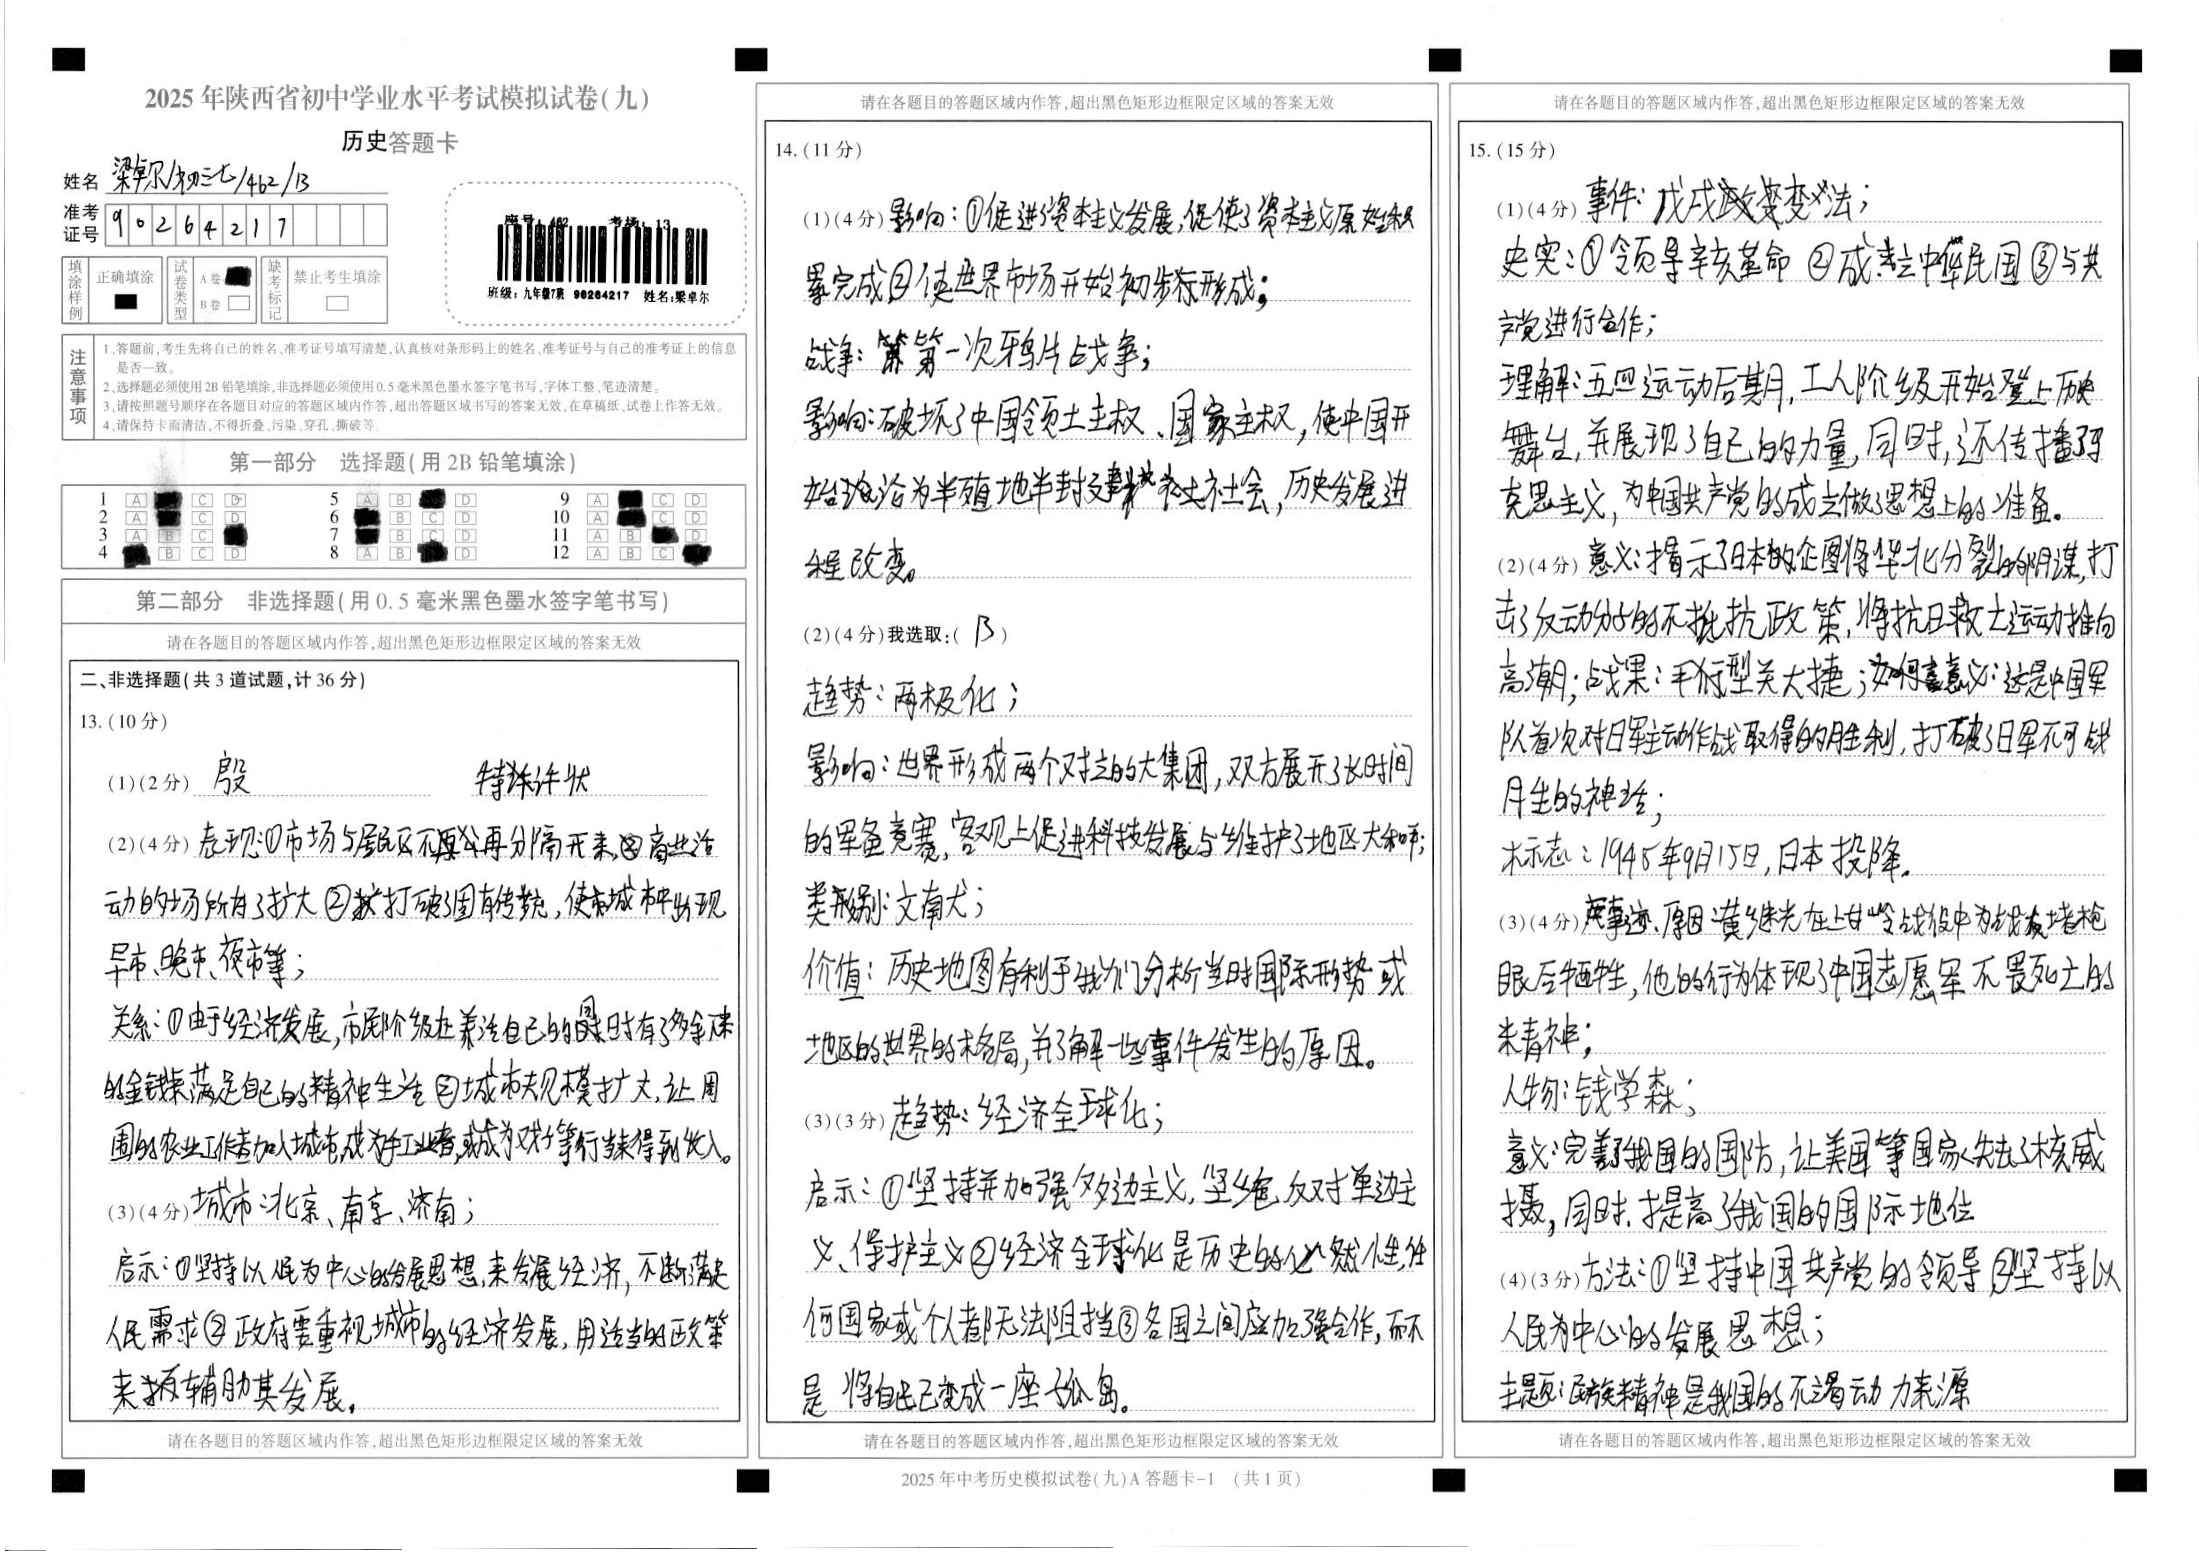 2025年陕西省初中学业水平考试模拟试卷(九)
历史答题卡
姓名 梁卓尔/初三七/462/13
准考证号 90264217
座号:462 考场:13
班级:九年级7班 90264217 姓名:梁卓尔
填涂样例 正确填涂 试卷类型 A卷 B卷 缺考标记 禁止考生填涂
注意事项
1.答题前,考生先将自己的姓名、准考证号填写清楚,认真核对条形码上的姓名、准考证号与自己的准考证上的信息
是否一致。
2.选择题必须使用2B铅笔填涂,非选择题必须使用0.5毫米黑色墨水签字笔书写,字体工整、笔迹清楚。
3.请按照题号顺序在各题目对应的答题区域内作答,超出答题区域书写的答案无效,在草稿纸、试卷上作答无效。
4.请保持卡面清洁,不得折叠、污染、穿孔、撕破等。
第一部分 选择题(用2B铅笔填涂)
1 A C D 5 A B D 9 A C D
2 A C D 6 B C D 10 A C D
3 A B C 7 B C D 11 A B D
4 B C D 8 A B D 12 A B C
第二部分 非选择题(用0.5毫米黑色墨水签字笔书写)
请在各题目的答题区域内作答,超出黑色矩形边框限定区域的答案无效
二、非选择题(共3道试题,计36分)
13.(10分)
(1)(2分) 殷 特许状
(2)(4分) 表现:①市场与居民区不再分隔开来,商业活
动的场所有了扩大②打破了固有传统,使城市中出现
早市、晚市、夜市等;
关系:①由于经济发展,市民阶级在养活自己的同时有了多余
的金钱来满足自己的精神生活②城市规模扩大,让周
围的农业工作者加入城市,成为手工业者,或成为等行当来得到收入。
(3)(4分) 城市:北京、南京、济南;
启示:①坚持以人民为中心的发展思想,来发展经济,不断满足
人民需求②政府要重视城市的经济发展,用适当的政策
来辅助其发展。
请在各题目的答题区域内作答,超出黑色矩形边框限定区域的答案无效
请在各题目的答题区域内作答,超出黑色矩形边框限定区域的答案无效
14.(11分)
(1)(4分) 影响:①促进了资本主义发展,促使了资本主义原始积
累完成②使世界市场开始初步形成;
战争:第一次鸦片战争;
影响:破坏了中国领土主权、国家主权,使中国开
始沦为半殖地半封建社会,历史发展进
程改变。
(2)(4分)我选取:( B )
趋势:两极化;
影响:世界形成两个对立的大集团,双方展开了长时间
的军备竞赛,客观上促进科技发展与维护了地区大和平;
类别:文献;
价值:历史地图有利于我们分析当时国际形势或
地区的世界的格局,并了解一些事件发生的原因。
(3)(3分) 趋势:经济全球化;
启示:①坚持并加强多边主义,坚绝反对单边主
义、保护主义②经济全球化是历史的必然性,任
何国家或个人都无法阻挡③各国之间应加强合作,而不
是将自己变成一座孤岛。
请在各题目的答题区域内作答,超出黑色矩形边框限定区域的答案无效
2025年中考历史模拟试卷(九)A 答题卡-1 (共1页)
请在各题目的答题区域内作答,超出黑色矩形边框限定区域的答案无效
15.(15分)
(1)(4分) 事件:戊戌变法;
史实:①领导辛亥革命②成立中华民国③与共
产党进行合作;
理解:五四运动后期,工人阶级开始登上历史
舞台,并展现了自己的力量,同时,还传播了马
克思主义,为中国共产党的成立做了思想上的准备。
(2)(4分) 意义:揭示了日本的企图将华北分裂的阴谋,打
击了反动分子的不抵抗政策,将抗日救亡运动推向
高潮;战果:平型关大捷;意义:这是中国军
队首次对日军主动作战取得的胜利,打破了日军不可战
胜的神话;
标志:1945年9月15日,日本投降。
(3)(4分) 事迹、原因:黄继光在上甘岭战役中为战友堵枪
眼后牺牲,他的行为体现了中国志愿军不畏死亡的
精神;
人物:钱学森;
意义:完善了我国的国防,让美国等国家失去了核威
摄,同时,提高了我国的国际地位
(4)(3分) 方法:①坚持中国共产党的领导②坚持以
人民为中心的发展思想;
主题:民族精神是我国的不竭动力来源
请在各题目的答题区域内作答,超出黑色矩形边框限定区域的答案无效